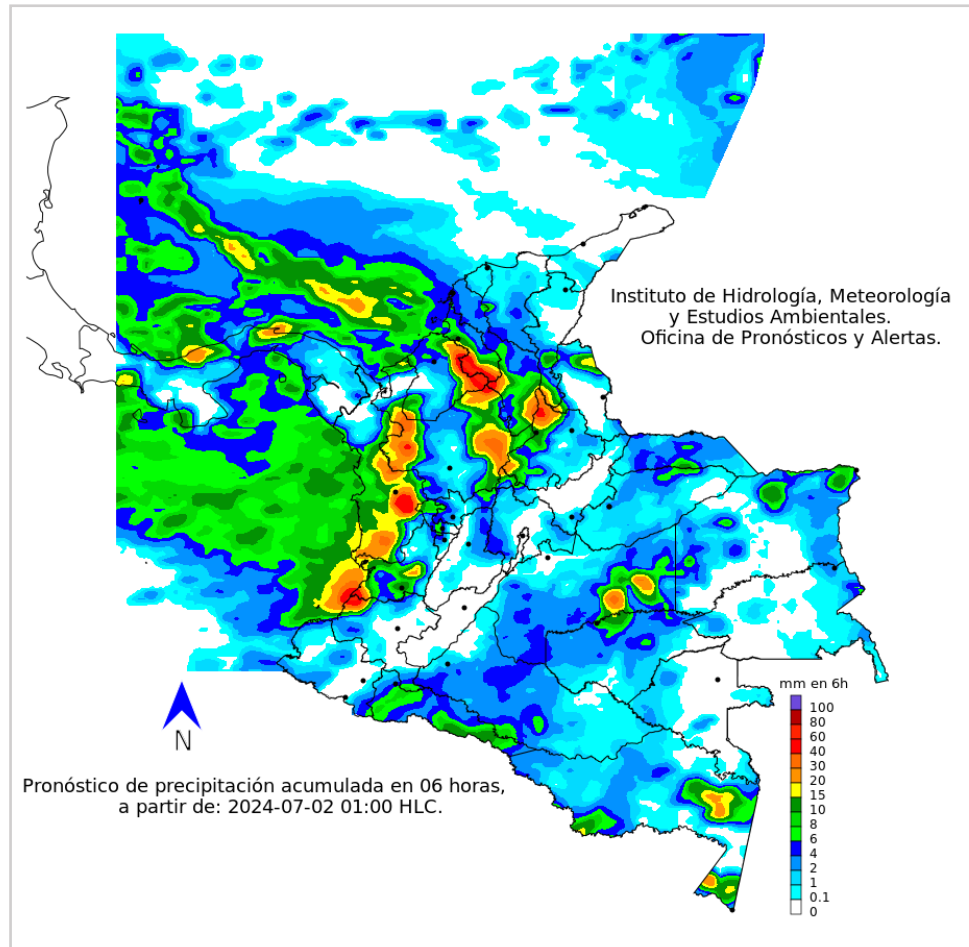 Instituto de Hidrología, Meteorología
y Estudios Ambientales.
Oficina de Pronósticos y Alertas.
mm en 6h
100
80
60
40
30
20
15
10
8
6
4
2
1
0.1
0
N
Pronóstico de precipitación acumulada en 06 horas,
a partir de: 2024-07-02 01:00 HLC.